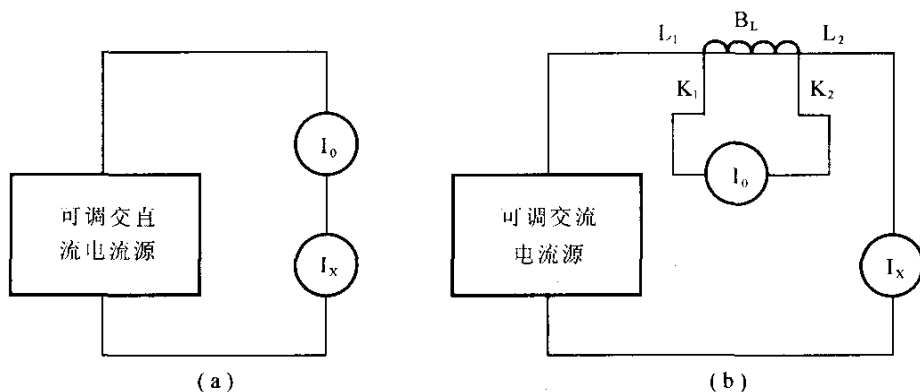 I₀
可调交直
流电流源
Iₓ
(a)
L₁
B_L
L₂
K₁
K₂
I₀
可调交流
电流源
Iₓ
(b)